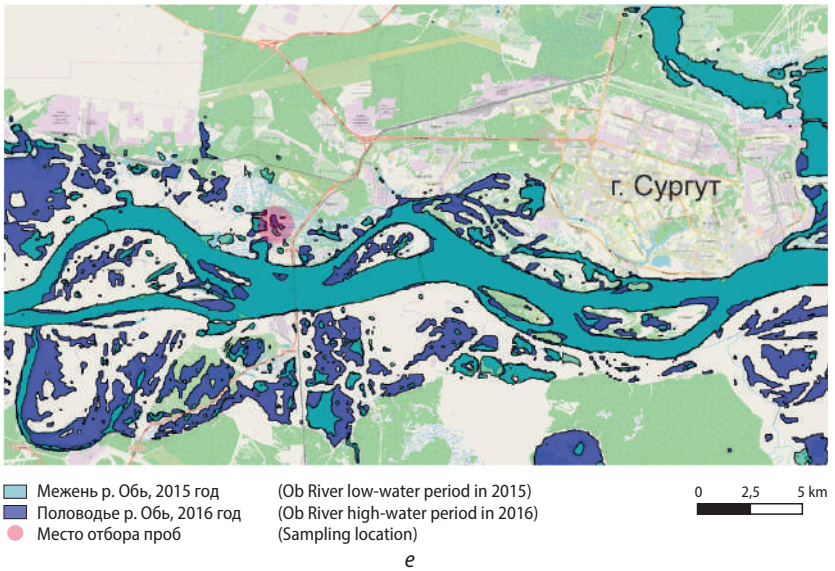 г. Сургут
Межень р. Обь, 2015 год (Ob River low-water period in 2015)
Половодье р. Обь, 2016 год (Ob River high-water period in 2016)
Место отбора проб (Sampling location)
0 2,5 5 km
е